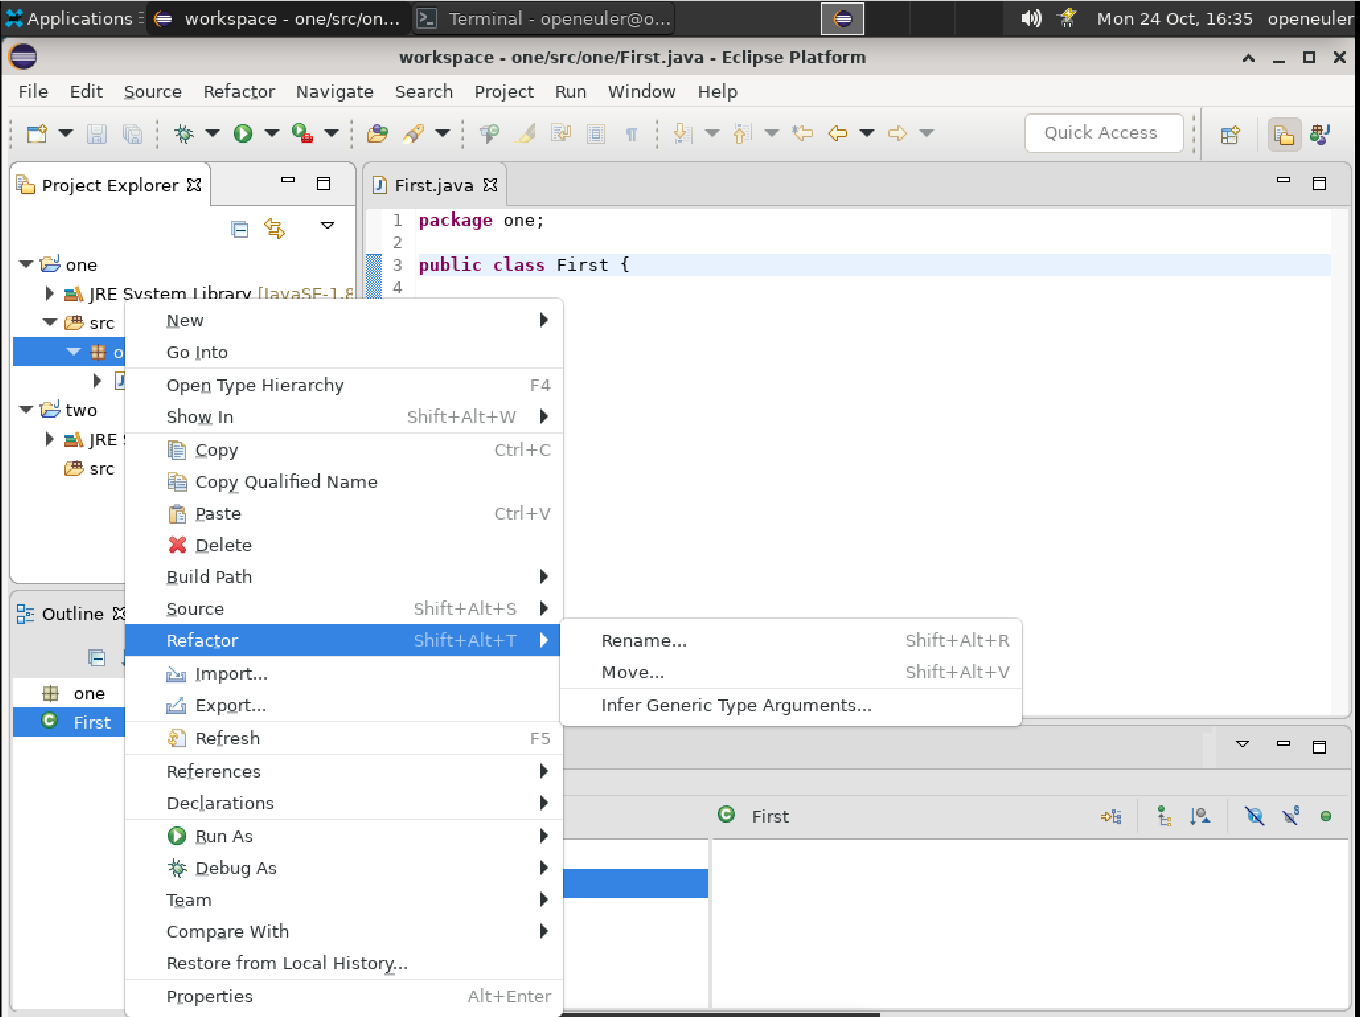 Applications
workspace - one/src/on...
Terminal - openeuler@o...
Mon 24 Oct, 16:35
openeuler
workspace - one/src/one/First.java - Eclipse Platform
File Edit Source Refactor Navigate Search Project Run Window Help
Quick Access
Project Explorer
First.java
1 package one;
2
3 public class First {
4
one
JRE System Library [JavaSE-1.8
src
two
JRE
src
New
Go Into
Open Type Hierarchy F4
Show In Shift+Alt+W
Copy Ctrl+C
Copy Qualified Name
Paste Ctrl+V
Delete
Build Path
Source Shift+Alt+S
Refactor Shift+Alt+T
Import...
Export...
Refresh F5
References
Declarations
Run As
Debug As
Team
Compare With
Restore from Local History...
Properties Alt+Enter
Rename... Shift+Alt+R
Move... Shift+Alt+V
Infer Generic Type Arguments...
Outline
one
First
First